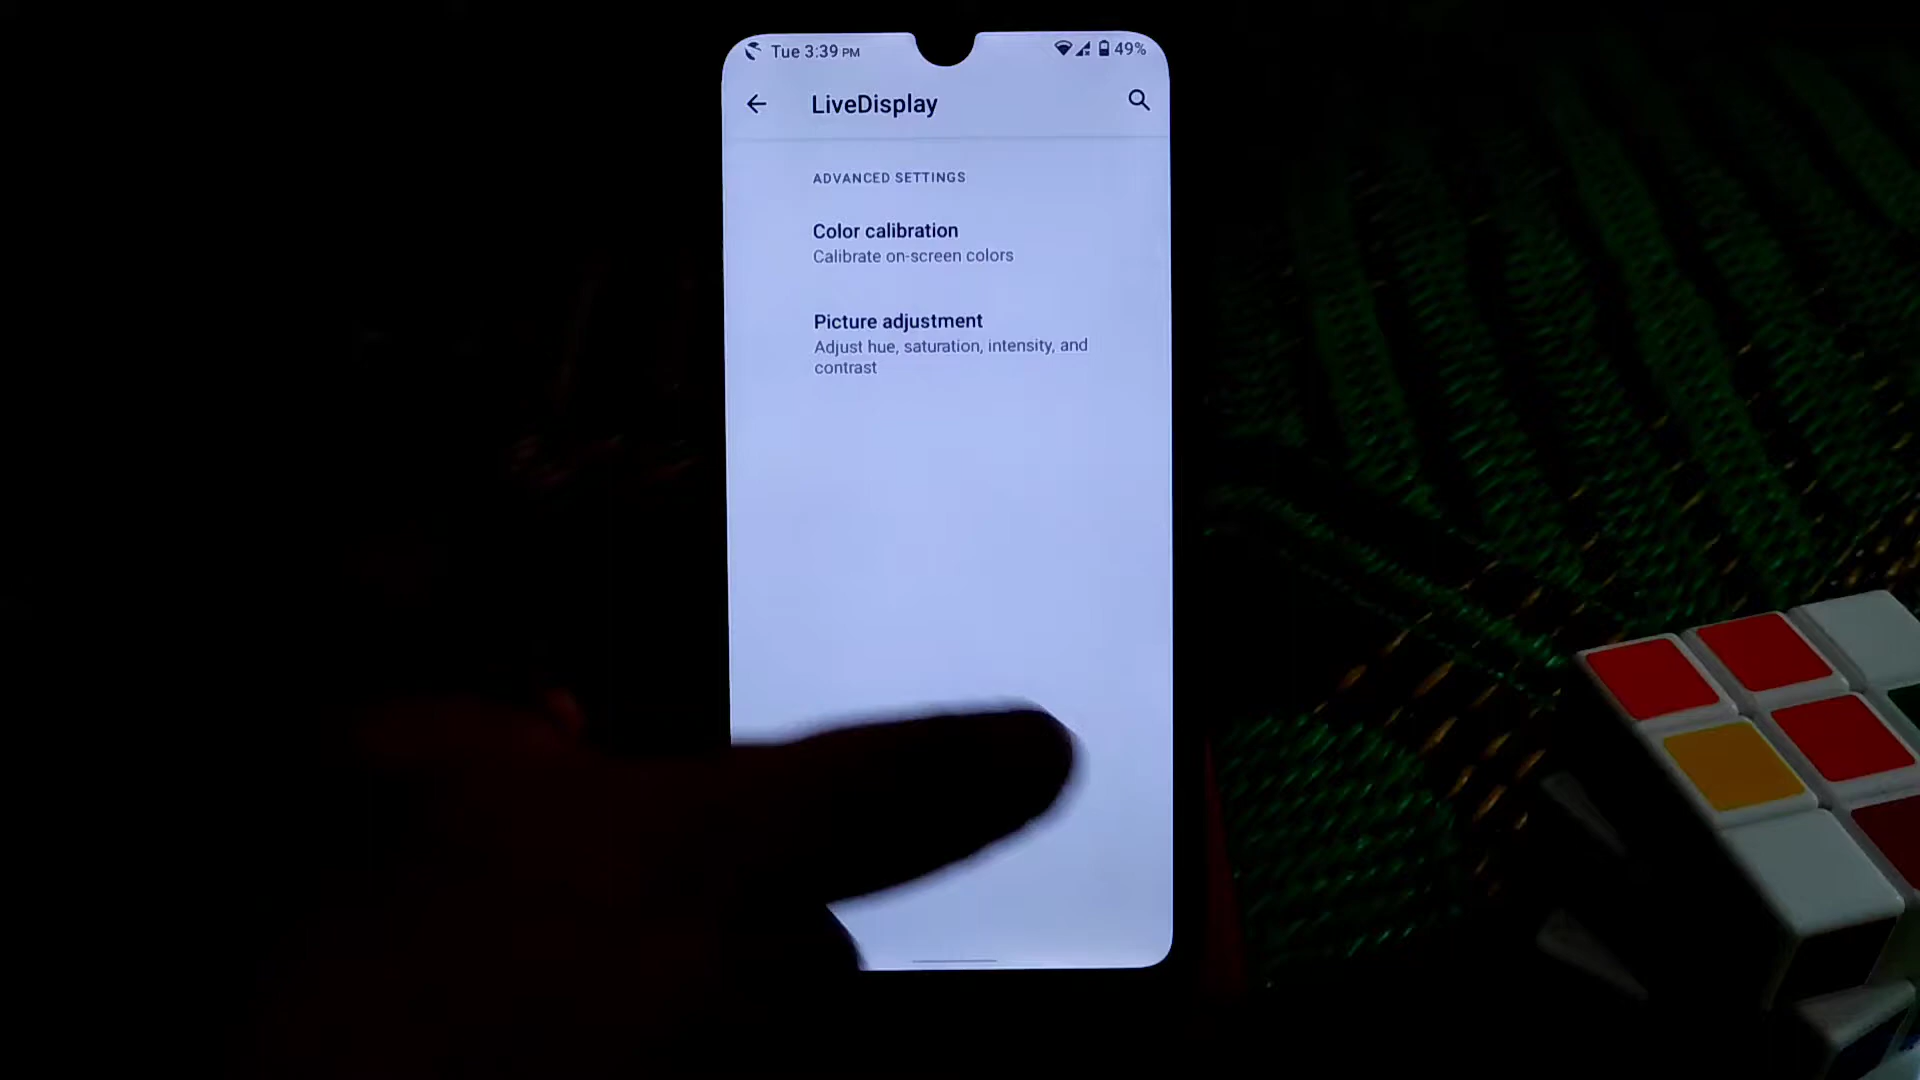 Tue 3:39 PM
49%
LiveDisplay
ADVANCED SETTINGS
Color calibration
Calibrate on-screen colors
Picture adjustment
Adjust hue, saturation, intensity, and
contrast